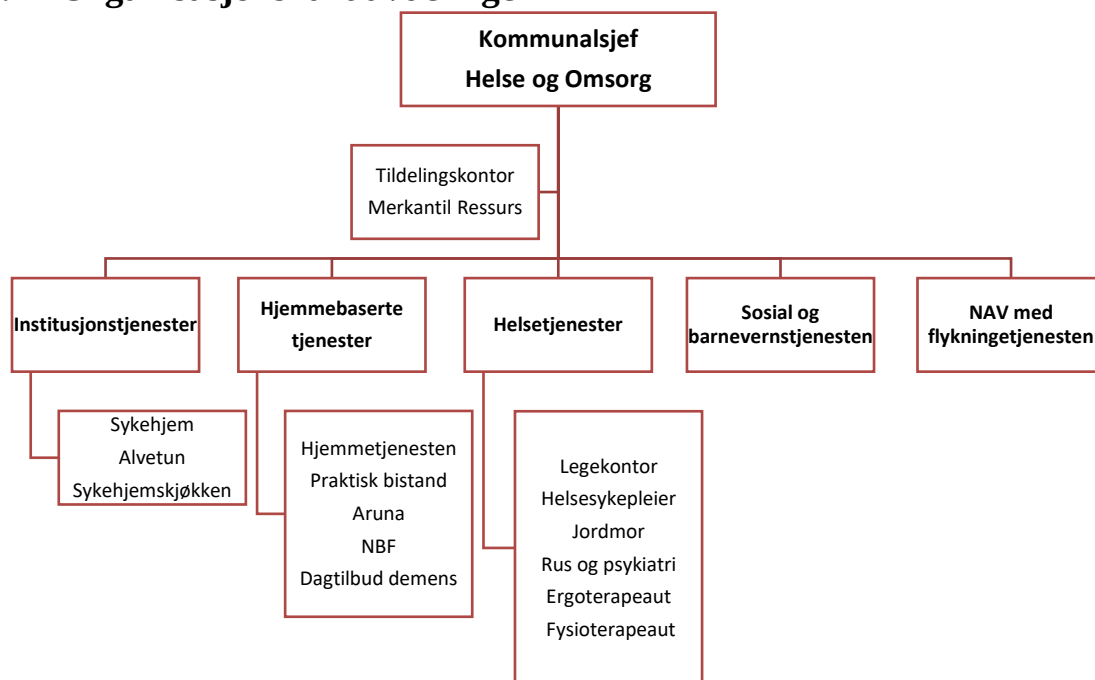 Kommunalsjef
Helse og Omsorg
Tildelingskontor
Merkantil Ressurs
Institusjonstjenester
Hjemmebaserte
tjenester
Helsetjenester
Sosial og
barnevernstjenesten
NAV med
flykningetjenesten
Sykehjem
Alvetun
Sykehjemskjøkken
Hjemmetjenesten
Praktisk bistand
Aruna
NBF
Dagtilbud demens
Legekontor
Helsesykepleier
Jordmor
Rus og psykiatri
Ergoterapeaut
Fysioterapeaut